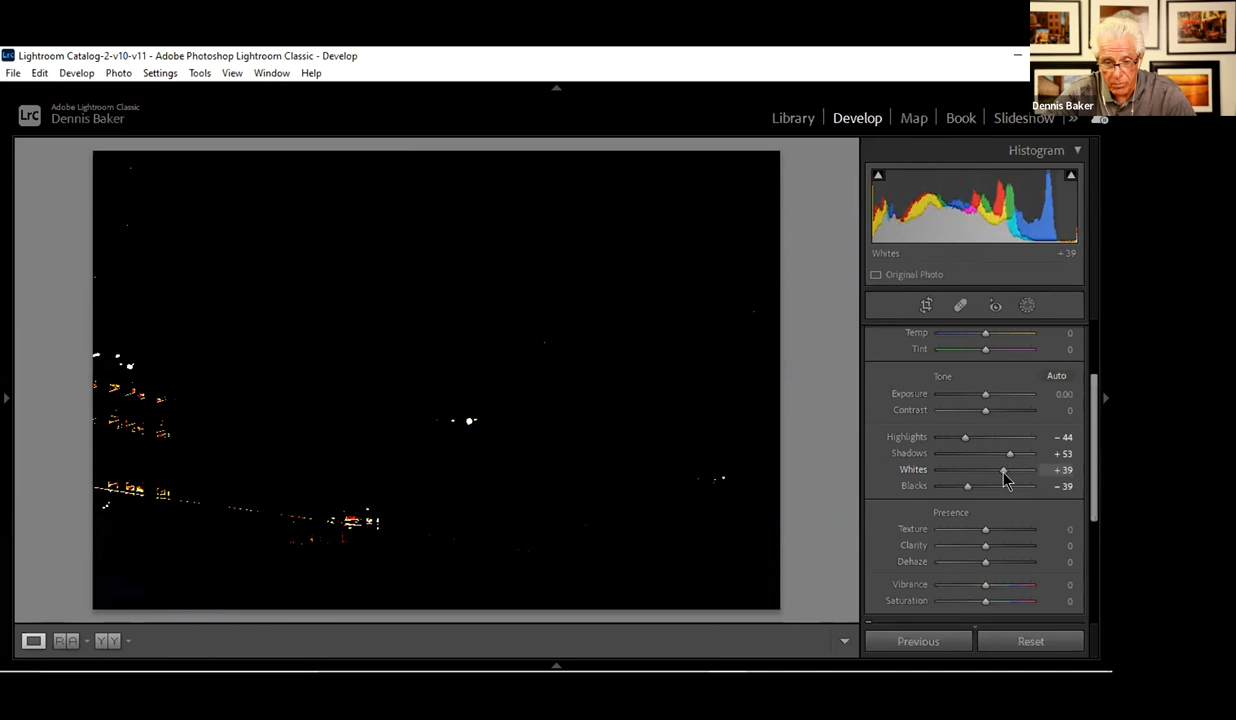 Lrc Lightroom Catalog-2-v10-v11 - Adobe Photoshop Lightroom Classic - Develop
File Edit Develop Photo Settings Tools View Window Help
Dennis Baker
Lrc Adobe Lightroom Classic
Dennis Baker
Library Develop Map Book Slideshow »
Histogram
Whites + 39
Original Photo
Temp 0
Tint 0
Tone Auto
Exposure 0.00
Contrast 0
Highlights – 44
Shadows + 53
Whites + 39
Blacks – 39
Presence
Texture 0
Clarity 0
Dehaze 0
Vibrance 0
Saturation 0
R A Y Y
Previous Reset